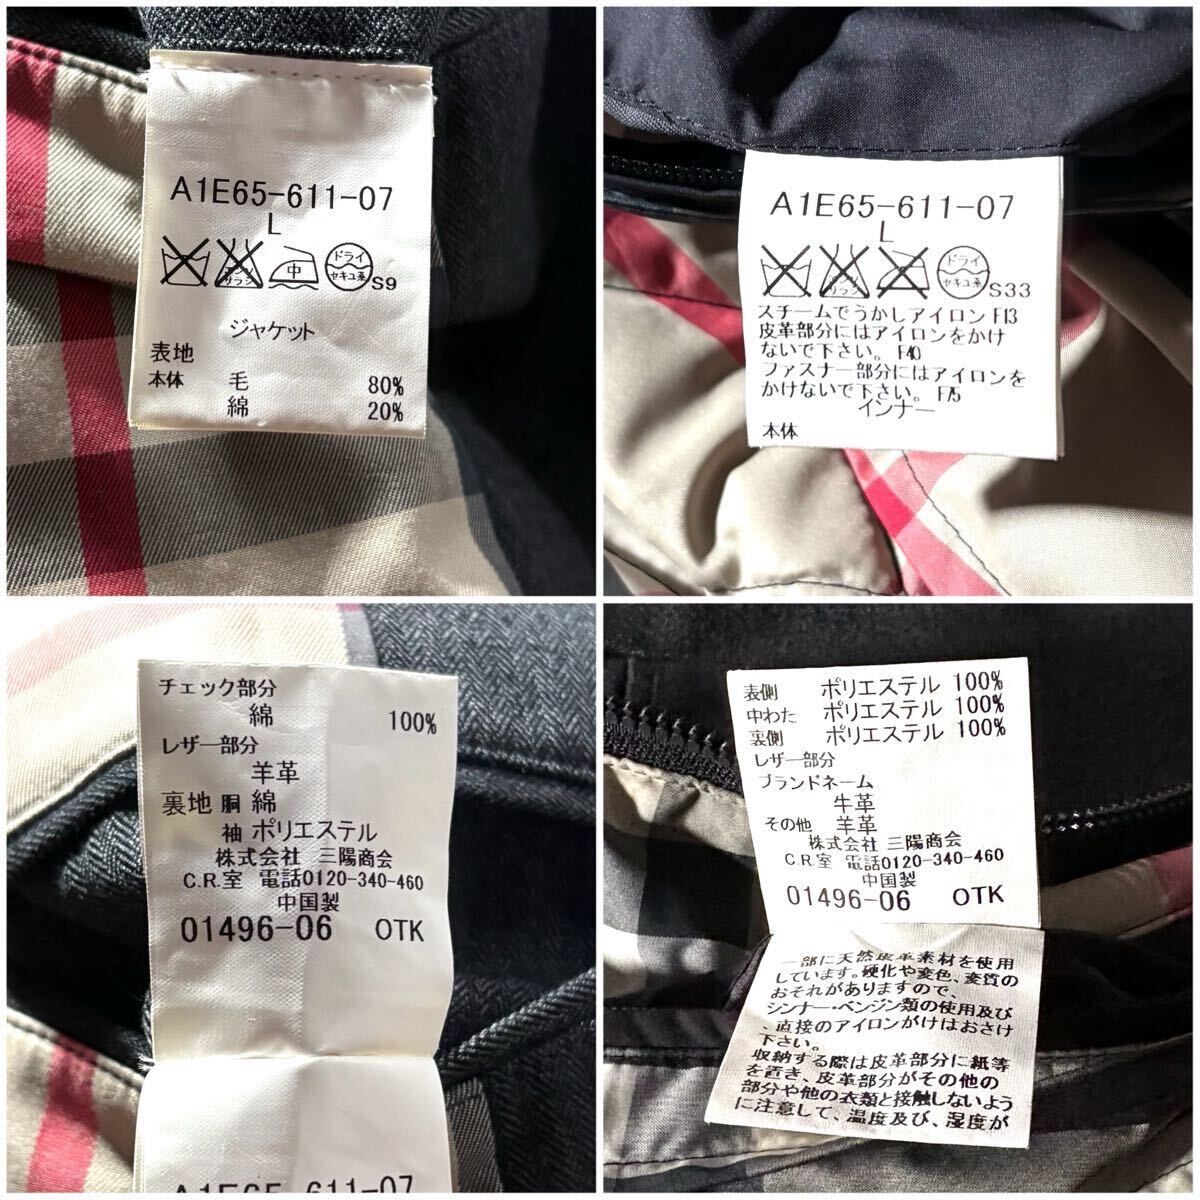 A1E65-611-07
L
エンソ サラシ 中 ドライ セキユ系 S9
ジャケット
表地
本体 毛 80%
綿 20%
A1E65-611-07
L
ドライ セキユ系 S33
スチームでうかしアイロン F13
皮革部分にはアイロンをかけ
ないで下さい。 F40
ファスナー部分にはアイロンを
かけないで下さい。 F75
インナー
本体
チェック部分
綿 100%
レザー部分
羊革
裏地 胴 綿
袖 ポリエステル
株式会社 三陽商会
C.R.室 電話0120-340-460
中国製
01496-06 OTK
A1E65-611-07
表側 ポリエステル 100%
中わた ポリエステル 100%
裏側 ポリエステル 100%
レザー部分
ブランドネーム
牛革
その他 羊革
株式会社 三陽商会
C.R.室 電話0120-340-460
中国製
01496-06 OTK
一部に天然皮革素材を使用
しています。硬化や変色、変質の
おそれがありますので、
シンナー・ベンジン類の使用及び
、直接のアイロンがけはおさけ
下さい。
収納する際は皮革部分に紙等
を置き、皮革部分がその他の
部分や他の衣類と接触しないよう
に注意して、温度及び、湿度が